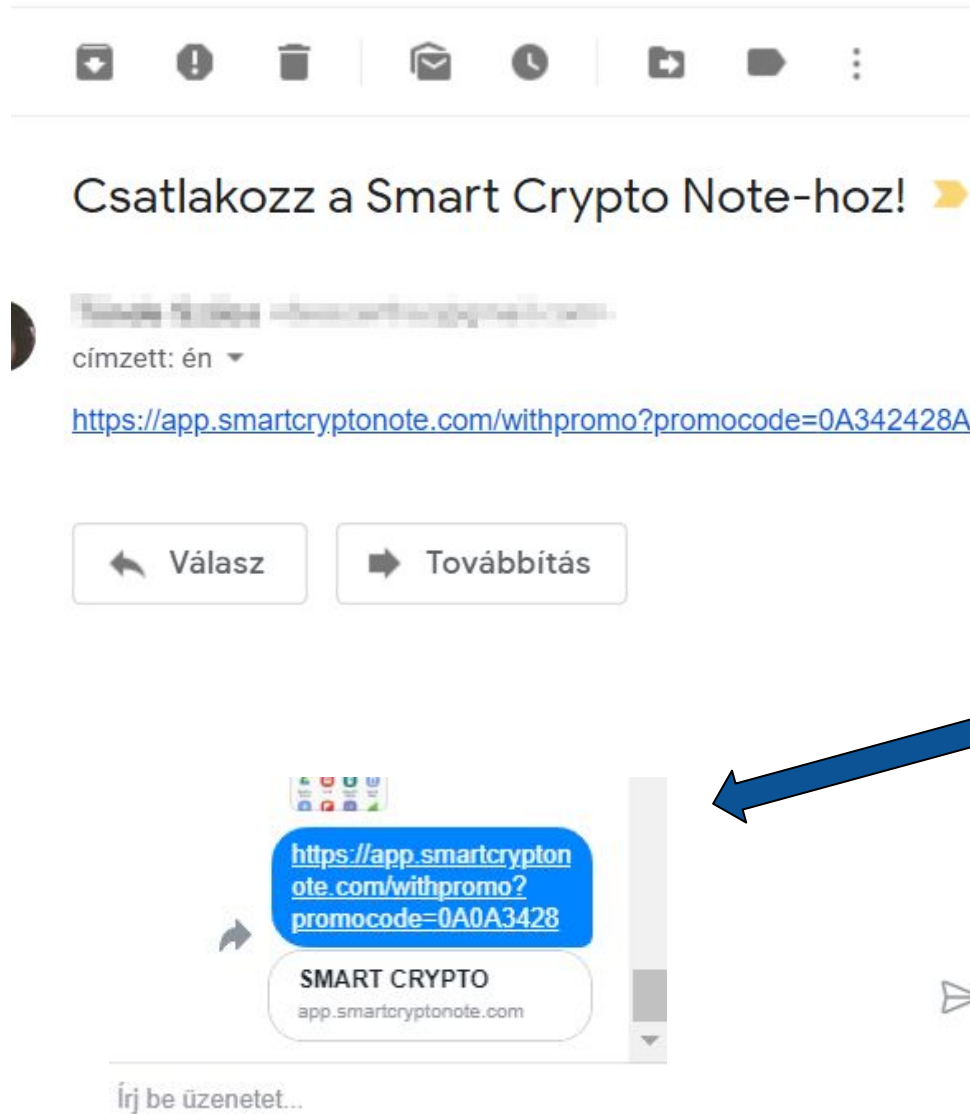 Csatlakozz a Smart Crypto Note-hoz!
címzett: én
https://app.smartcryptonote.com/withpromo?promocode=0A342428A
Válasz
Továbbítás
https://app.smartcrypton
ote.com/withpromo?
promocode=0A0A3428
SMART CRYPTO
app.smartcryptonote.com
Írj be üzenetet...